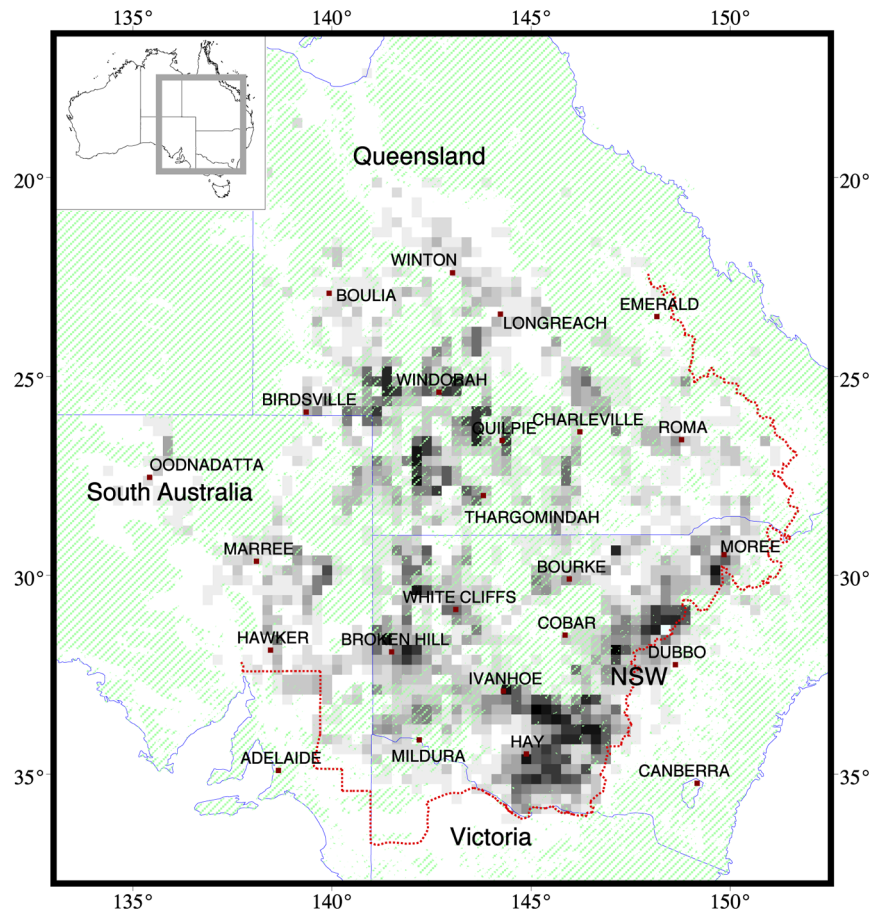 135° 140° 145° 150°
Queensland
20° 20°
WINTON
BOULIA
EMERALD
LONGREACH
25° 25°
WINDORAH
BIRDSVILLE
CHARLEVILLE
QUILPIE
ROMA
OODNADATTA
South Australia
THARGOMINDAH
MARREE
MOREE
BOURKE
30° 30°
WHITE CLIFFS
COBAR
HAWKER
BROKEN HILL
DUBBO
IVANHOE
NSW
HAY
ADELAIDE
MILDURA
CANBERRA
35° 35°
Victoria
135° 140° 145° 150°